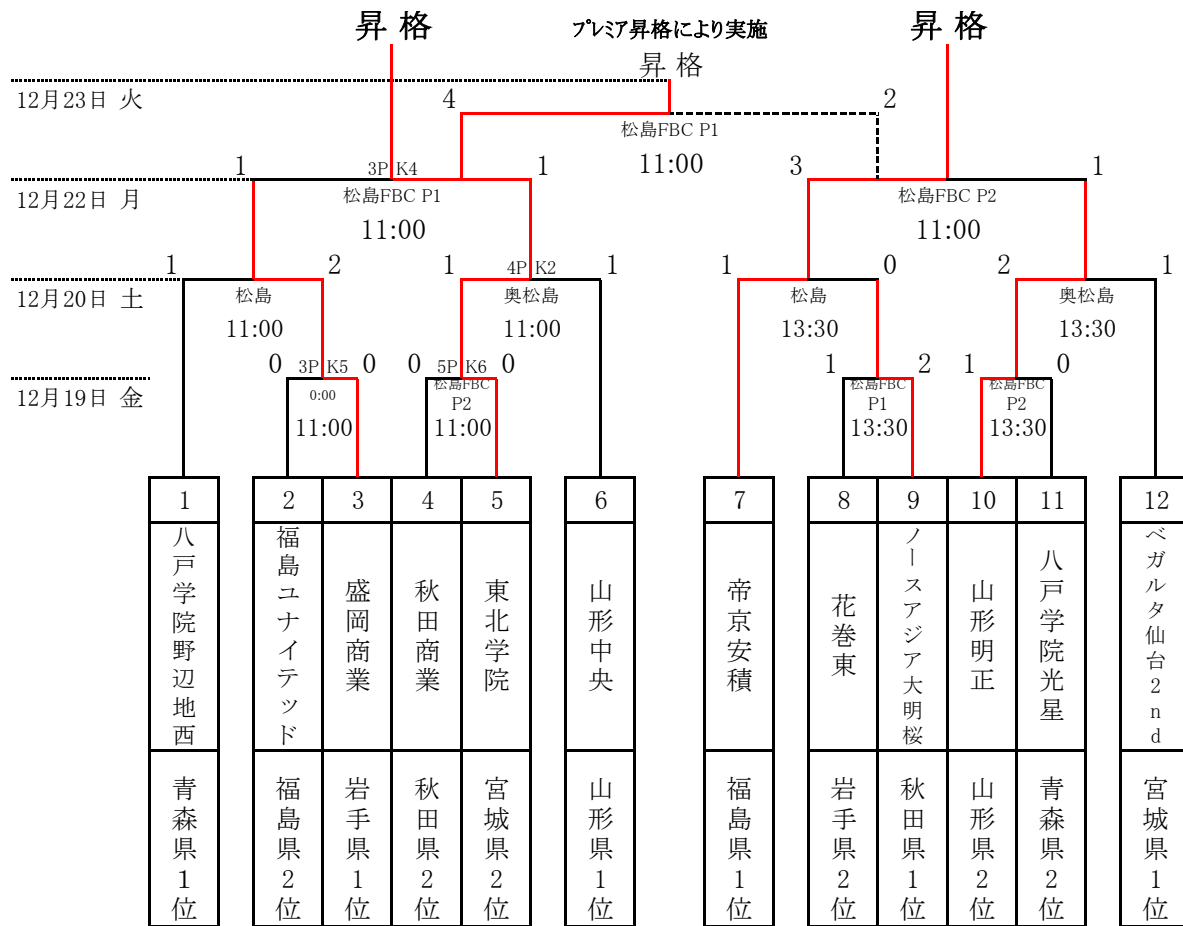 昇 格
プレミア昇格により実施
昇 格
昇 格
12月23日 火
4
2
松島FBC P1
11:00
12月22日 月
1
3P K4
1
松島FBC P1
11:00
3
1
松島FBC P2
11:00
12月20日 土
1
2
松島
11:00
1
4P K2
1
奥松島
11:00
1
0
松島
13:30
2
1
奥松島
13:30
12月19日 金
0
3P K5
0
0:00
11:00
0
5P K6
0
松島FBC
P2
11:00
1
2
松島FBC
P1
13:30
1
0
松島FBC
P2
13:30
1
2
3
4
5
6
7
8
9
10
11
12
八戸学院野辺地西
福島ユナイテッド
盛岡商業
秋田商業
東北学院
山形中央
帝京安積
花巻東
ノースアジア大明桜
山形明正
八戸学院光星
ベガルタ仙台2nd
青森県1位
福島県2位
岩手県1位
秋田県2位
宮城県2位
山形県1位
福島県1位
岩手県2位
秋田県1位
山形県2位
青森県2位
宮城県1位